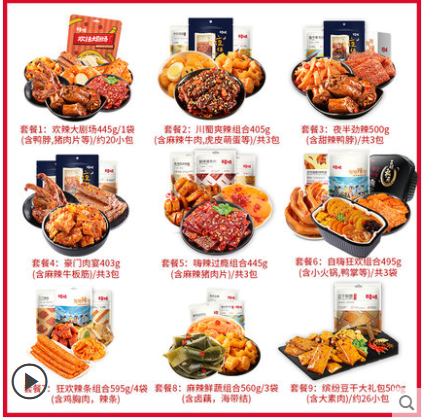 套餐1：欢辣大剧场445g/1袋
(含鸭脖,猪肉片等)/约20小包
套餐2：川蜀爽辣组合405g
(含麻辣牛肉,虎皮萌蛋等)/共3包
套餐3：夜半劲辣500g
(含甜辣鸭脖)/共3包
套餐4：豪门肉宴403g
(含麻辣牛板筋)/共3包
套餐5：嗨辣过瘾组合445g
(含麻辣猪肉片)/共3包
套餐6：自嗨狂欢组合495g
(含小火锅,鸭掌等)/共3袋
套餐7：狂欢辣条组合595g/4袋
(含鸡胸肉，辣条)
套餐8：麻辣鲜蔬组合560g/3袋
(含卤藕，海带结)
套餐9：缤纷豆干大礼包500g
(含大素肉)/约26小包